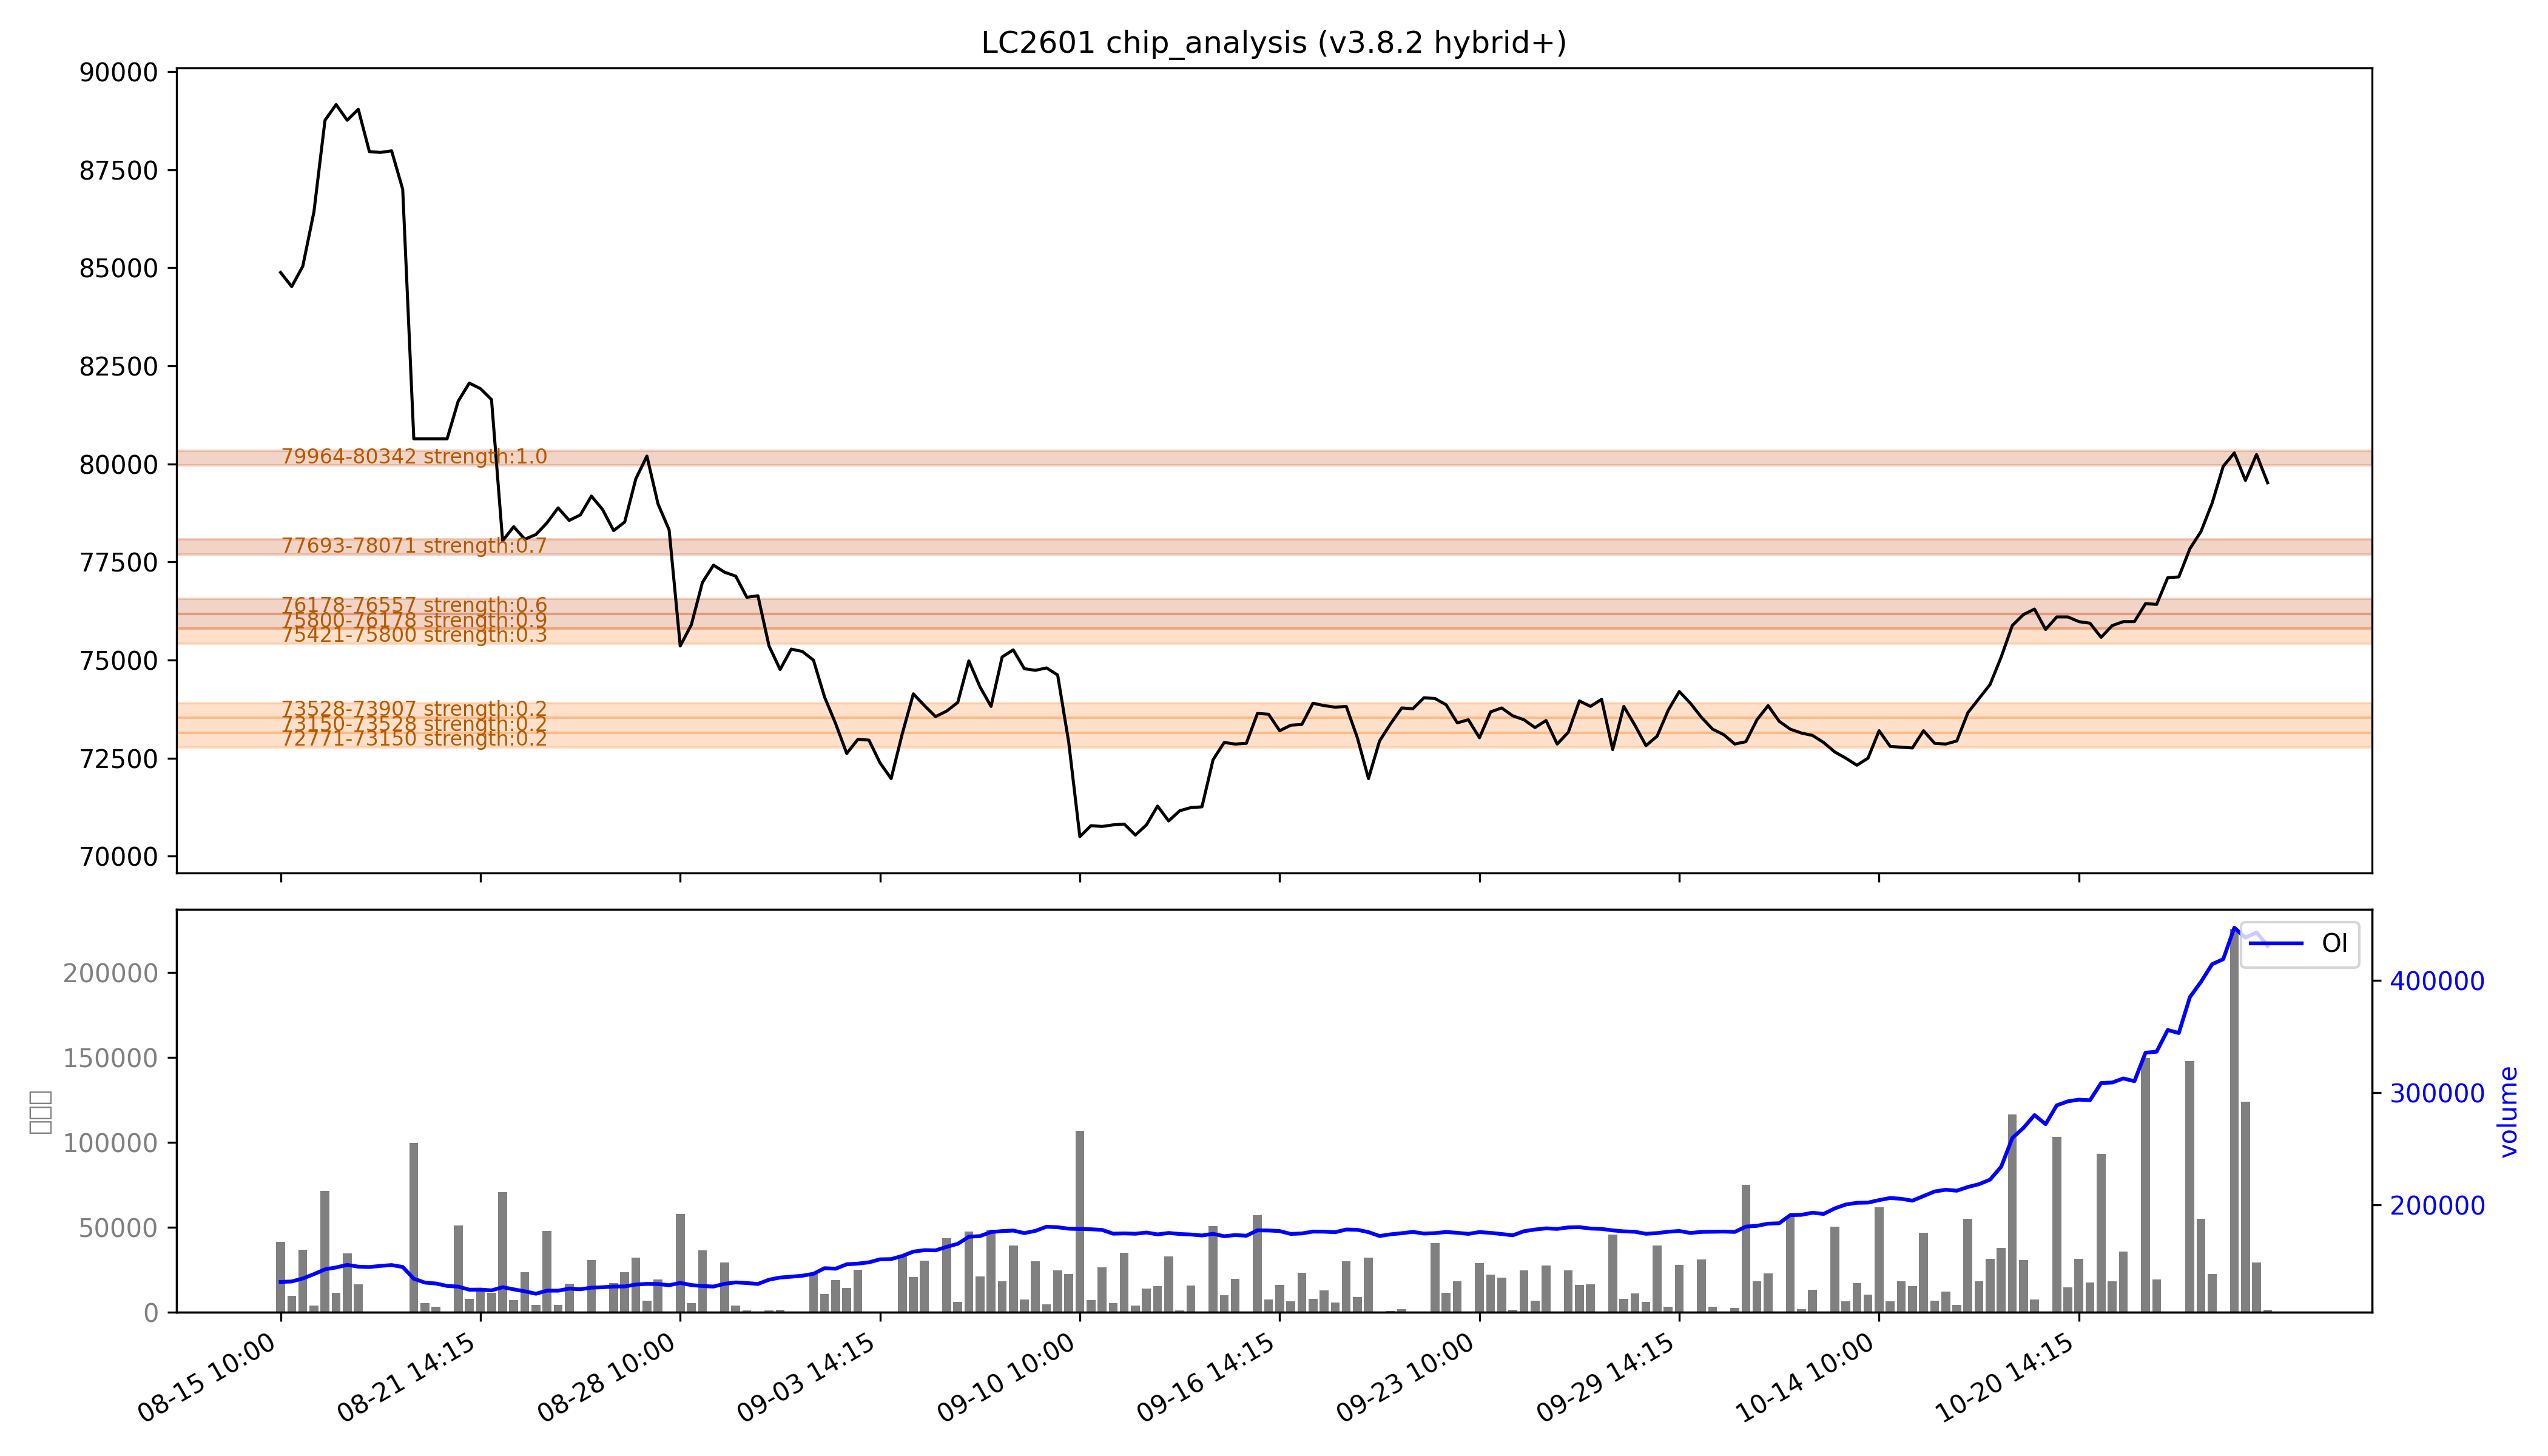 LC2601 chip_analysis (v3.8.2 hybrid+)
90000
87500
85000
82500
80000
77500
75000
72500
70000
79964-80342 strength:1.0
77693-78071 strength:0.7
76178-76557 strength:0.6
75800-76178 strength:0.9
75421-75800 strength:0.3
73528-73907 strength:0.2
73150-73528 strength:0.2
72771-73150 strength:0.2
OI
200000
150000
100000
50000
0
400000
300000
200000
volume
08-15 10:00
08-21 14:15
08-28 10:00
09-03 14:15
09-10 10:00
09-16 14:15
09-23 10:00
09-29 14:15
10-14 10:00
10-20 14:15